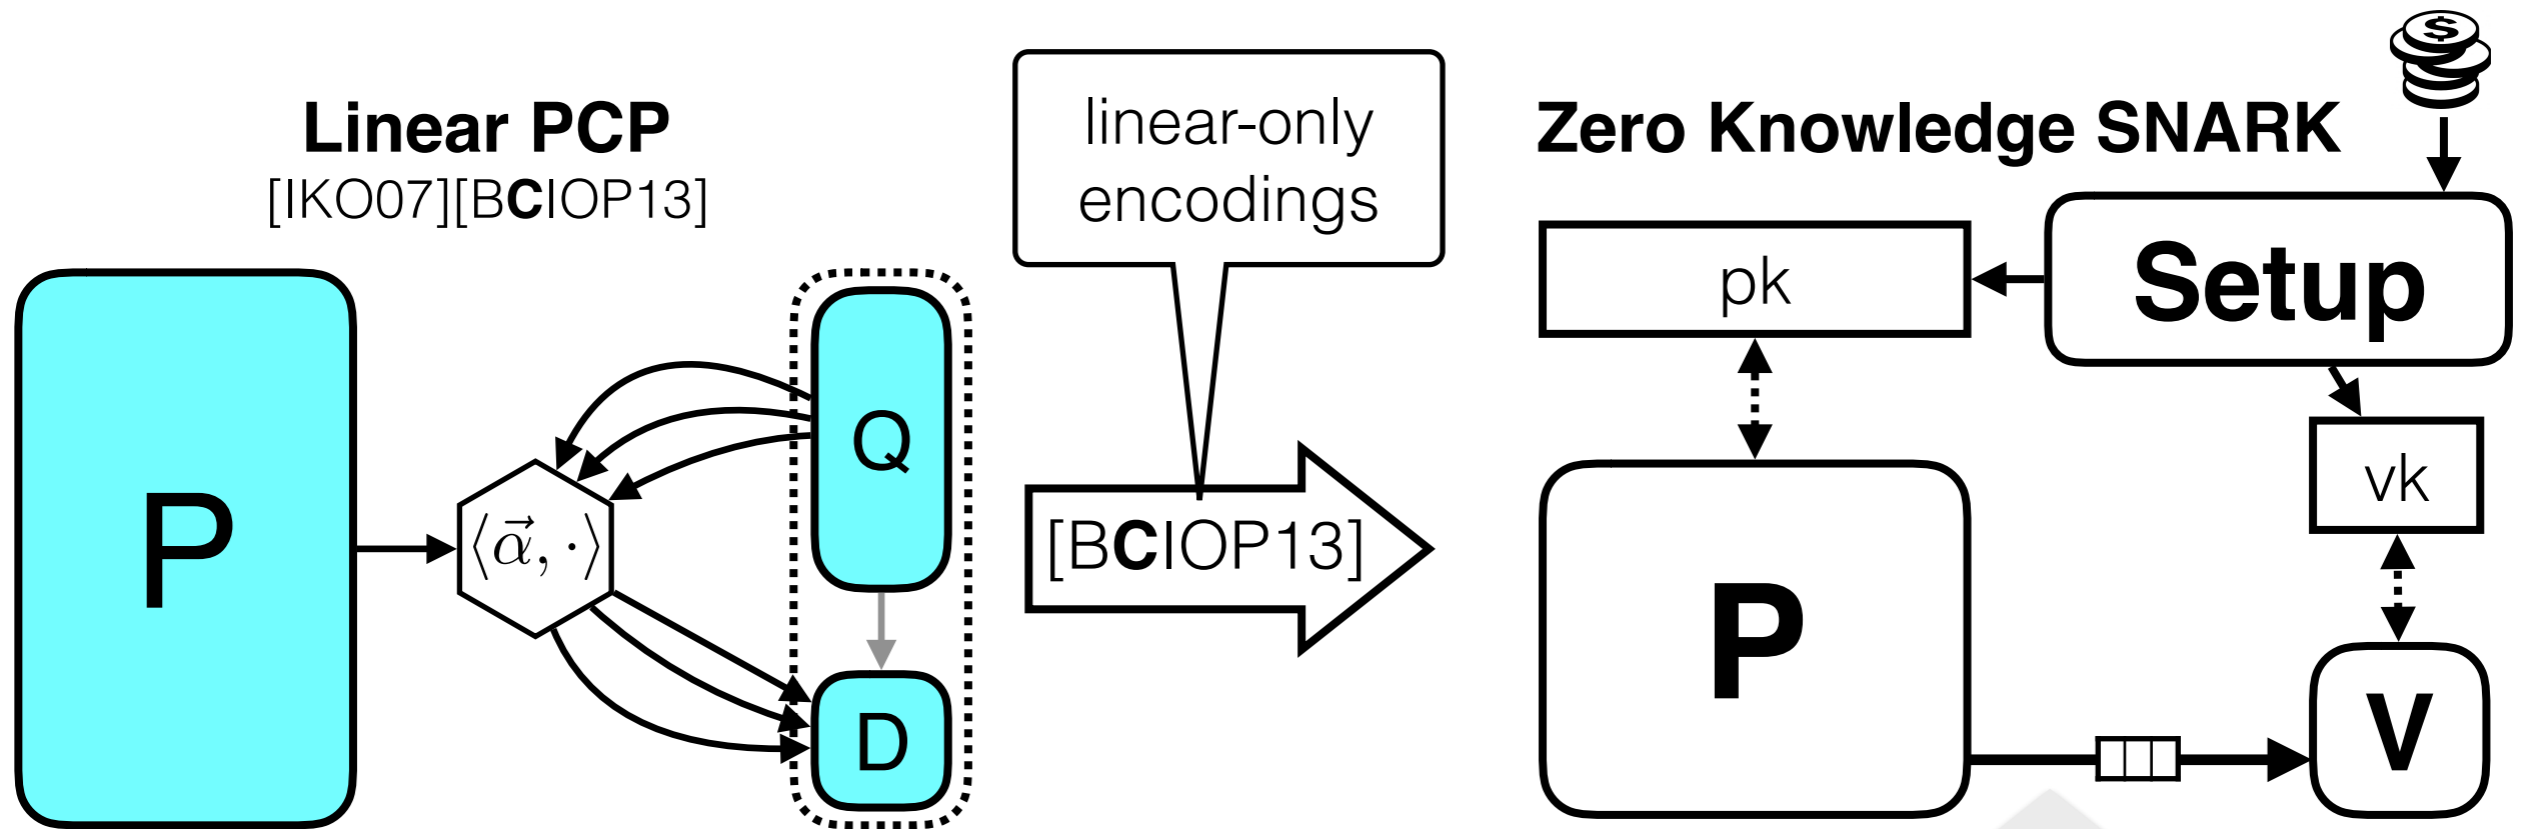 Linear PCP
[IKO07][BCIOP13]
P
⟨α⃗, ·⟩
Q
D
linear-only
encodings
[BCIOP13]
Zero Knowledge SNARK
$
Setup
pk
vk
P
V